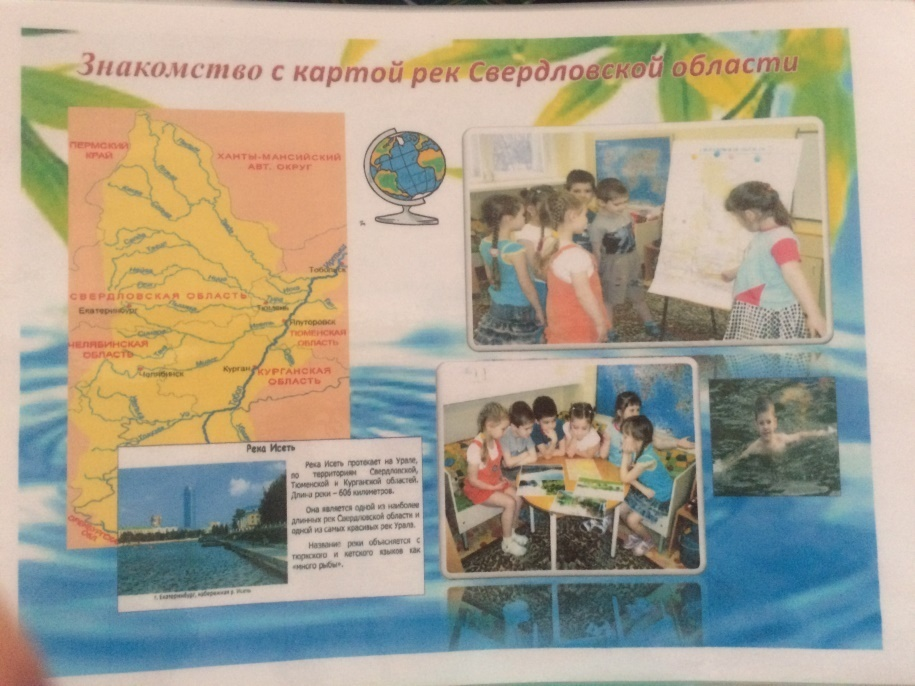 Знакомство с картой рек Свердловской области
ПЕРМСКИЙ
КРАЙ
ХАНТЫ-МАНСИЙСКИЙ
АВТ. ОКРУГ
Тобольск
СВЕРДЛОВСКАЯ ОБЛАСТЬ
Екатеринбург
Тюмень
Ялуторовск
ТЮМЕНСКАЯ
ОБЛАСТЬ
ЧЕЛЯБИНСКАЯ
ОБЛАСТЬ
Челябинск
Курган
КУРГАНСКАЯ
ОБЛАСТЬ
Река Исеть
Река Исеть протекает на Урале,
по территориям Свердловской,
Тюменской и Курганской областей.
Длина реки – 606 километров.
Она является одной из наиболее
длинных рек Свердловской области и
одной из самых красивых рек Урала.
Название реки объясняется с
тюркского и кетского языков как
«много рыбы».
г. Екатеринбург, набережная р. Исеть